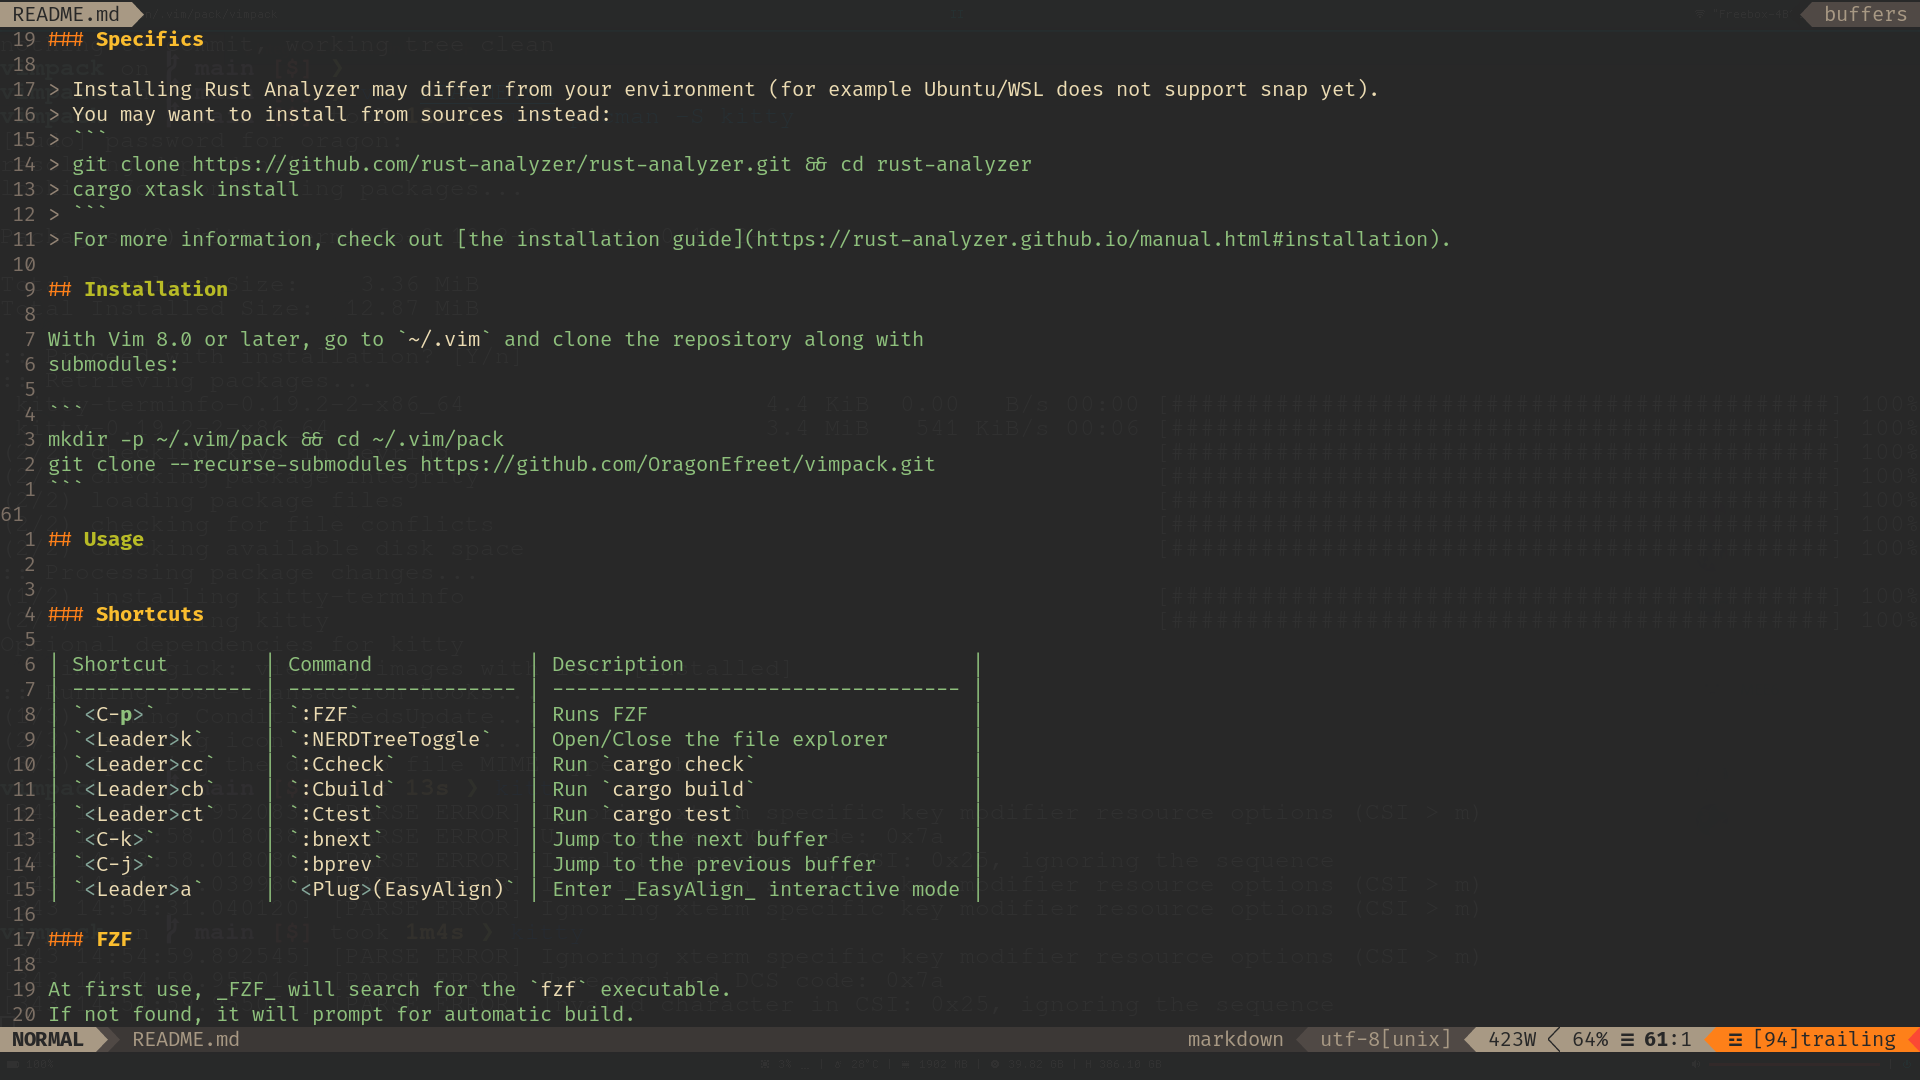 README.md
buffers
19 ### Specifics
18
17 > Installing Rust Analyzer may differ from your environment (for example Ubuntu/WSL does not support snap yet).
16 > You may want to install from sources instead:
15 > ```
14 > git clone https://github.com/rust-analyzer/rust-analyzer.git && cd rust-analyzer
13 > cargo xtask install
12 > ```
11 > For more information, check out [the installation guide](https://rust-analyzer.github.io/manual.html#installation).
10
9 ## Installation
8
7 With Vim 8.0 or later, go to `~/.vim` and clone the repository along with
6 submodules:
5
4 ```
3 mkdir -p ~/.vim/pack && cd ~/.vim/pack
2 git clone --recurse-submodules https://github.com/OragonEfreet/vimpack.git
1 ```
61
1 ## Usage
2
3
4 ### Shortcuts
5
6 | Shortcut | Command | Description |
7 | --------------- | ------------------- | ---------------------------------- |
8 | `<C-p>` | `:FZF` | Runs FZF |
9 | `<Leader>k` | `:NERDTreeToggle` | Open/Close the file explorer |
10 | `<Leader>cc` | `:Ccheck` | Run `cargo check` |
11 | `<Leader>cb` | `:Cbuild` | Run `cargo build` |
12 | `<Leader>ct` | `:Ctest` | Run `cargo test` |
13 | `<C-k>` | `:bnext` | Jump to the next buffer |
14 | `<C-j>` | `:bprev` | Jump to the previous buffer |
15 | `<Leader>a` | `<Plug>(EasyAlign)` | Enter _EasyAlign_ interactive mode |
16
17 ### FZF
18
19 At first use, _FZF_ will search for the `fzf` executable.
20 If not found, it will prompt for automatic build.
NORMAL README.md markdown utf-8[unix] 423W 64% ☰ 61:1 [94]trailing